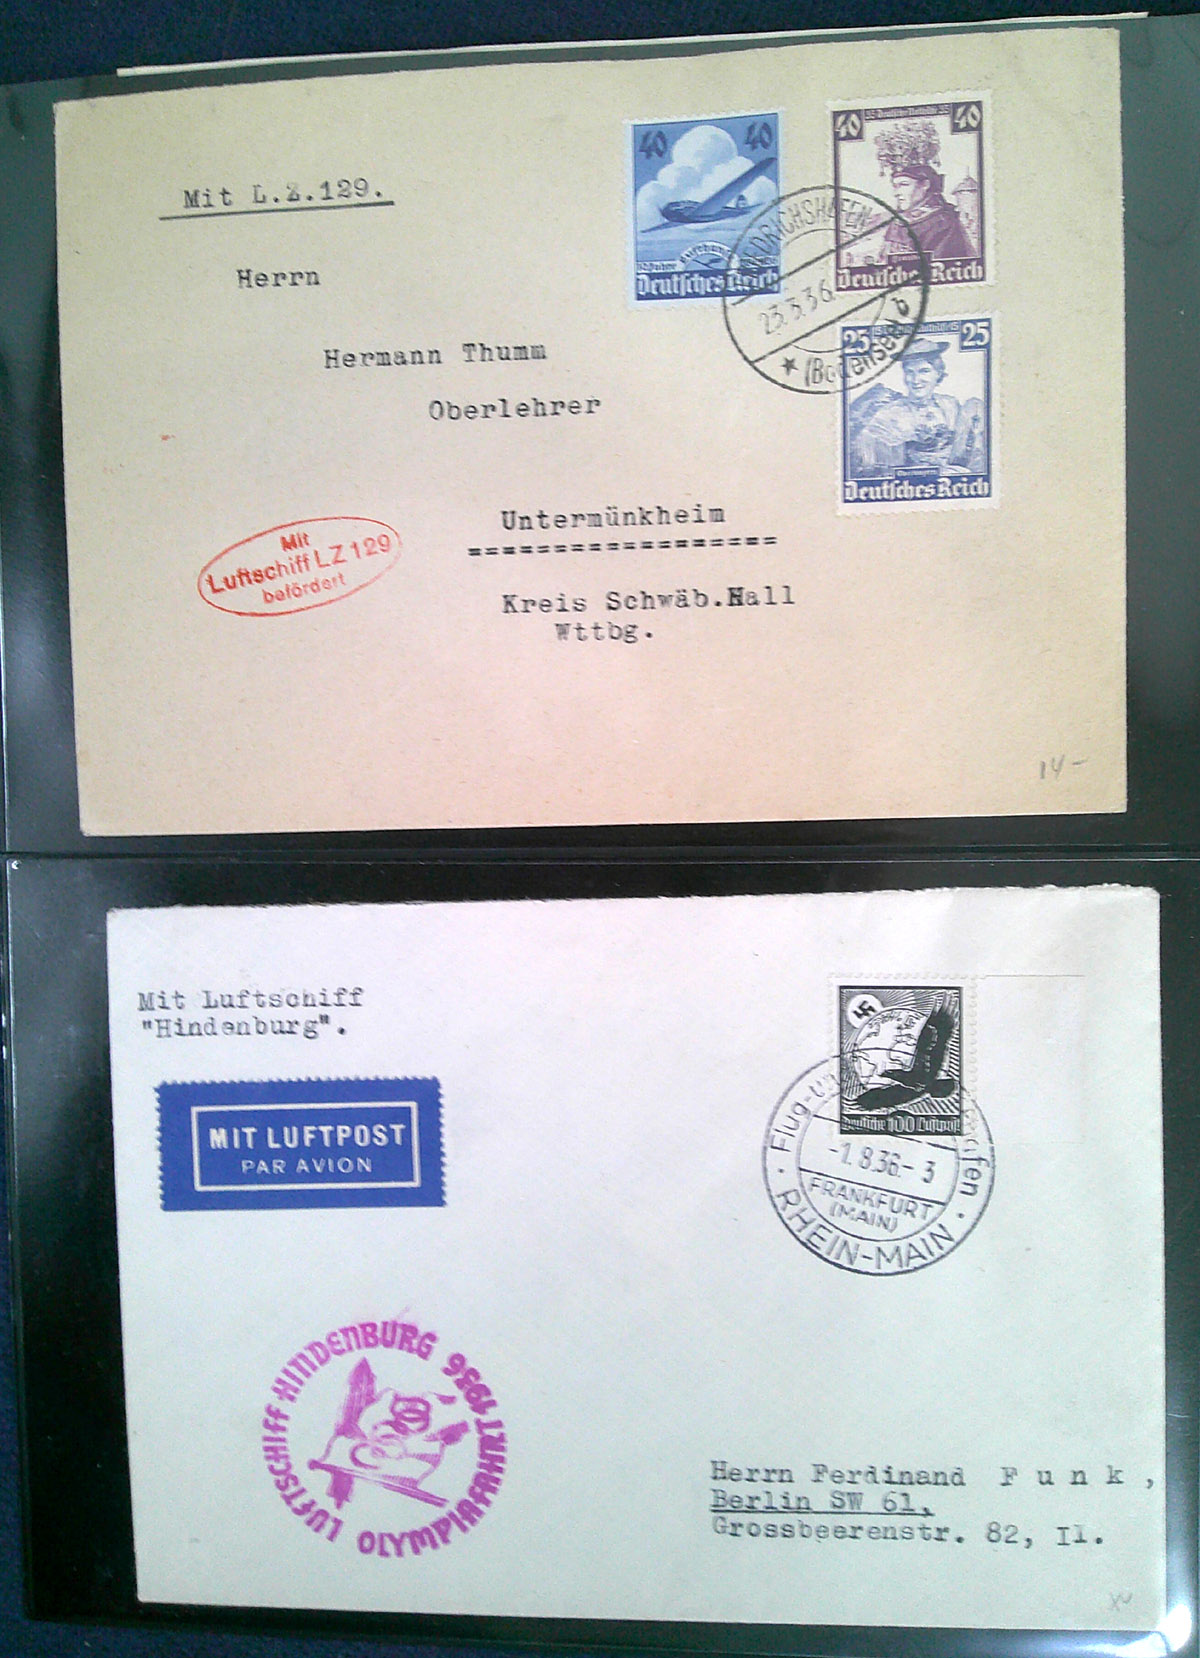 Mit L.Z.129.
40 40
Deutsches Reich
40 40
Deutsches Reich
25 25
Deutsches Reich
FRIEDRICHSHAFEN
23.3.36.
(Bodensee) b
Herrn
Hermann Thumm
Oberlehrer
Untermünkheim
==================
Kreis Schwäb.Hall
Wttbg.
Mit
Luftschiff LZ 129
befördert
14-
Mit Luftschiff
"Hindenburg".
MIT LUFTPOST
PAR AVION
Deutsche 100 Luftpost
-1.8.36.-3
FRANKFURT
(MAIN)
RHEIN-MAIN
LUFTSCHIFF HINDENBURG 1936
OLYMPIAFAHRT
Herrn Ferdinand F u n k ,
Berlin SW 61,
Grossbeerenstr. 82, II.